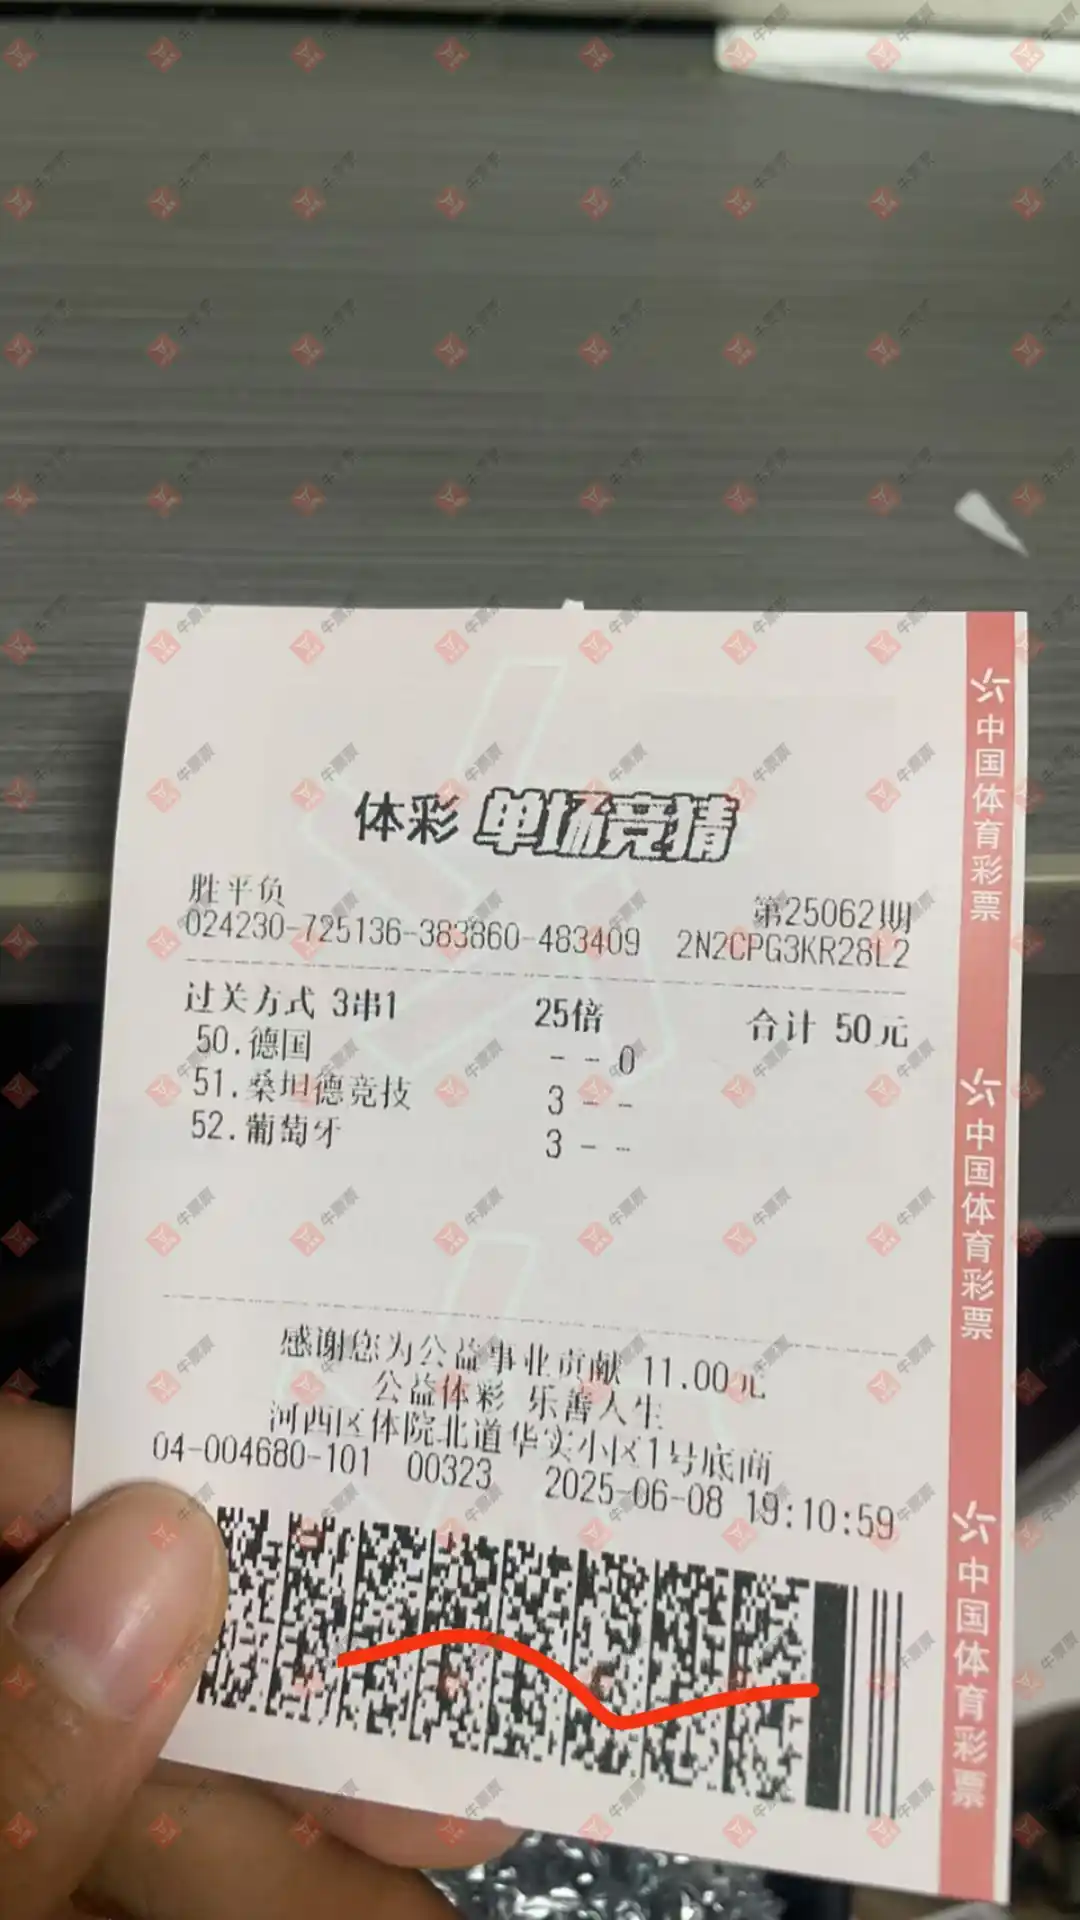 体彩 单场竞猜
胜平负
第25062期
024230-725136-383860-483409 2N2CPG3KR28L2
过关方式 3串1 25倍 合计 50元
50.德国 - - 0
51.桑坦德竞技 3 - -
52.葡萄牙 3 - -
感谢您为公益事业贡献 11.00元
公益体彩 乐善人生
河西区体院北道华实小区1号底商
04-004680-101 00323 2025-06-08 19:10:59
中国体育彩票
中国体育彩票
中国体育彩票
牛票票